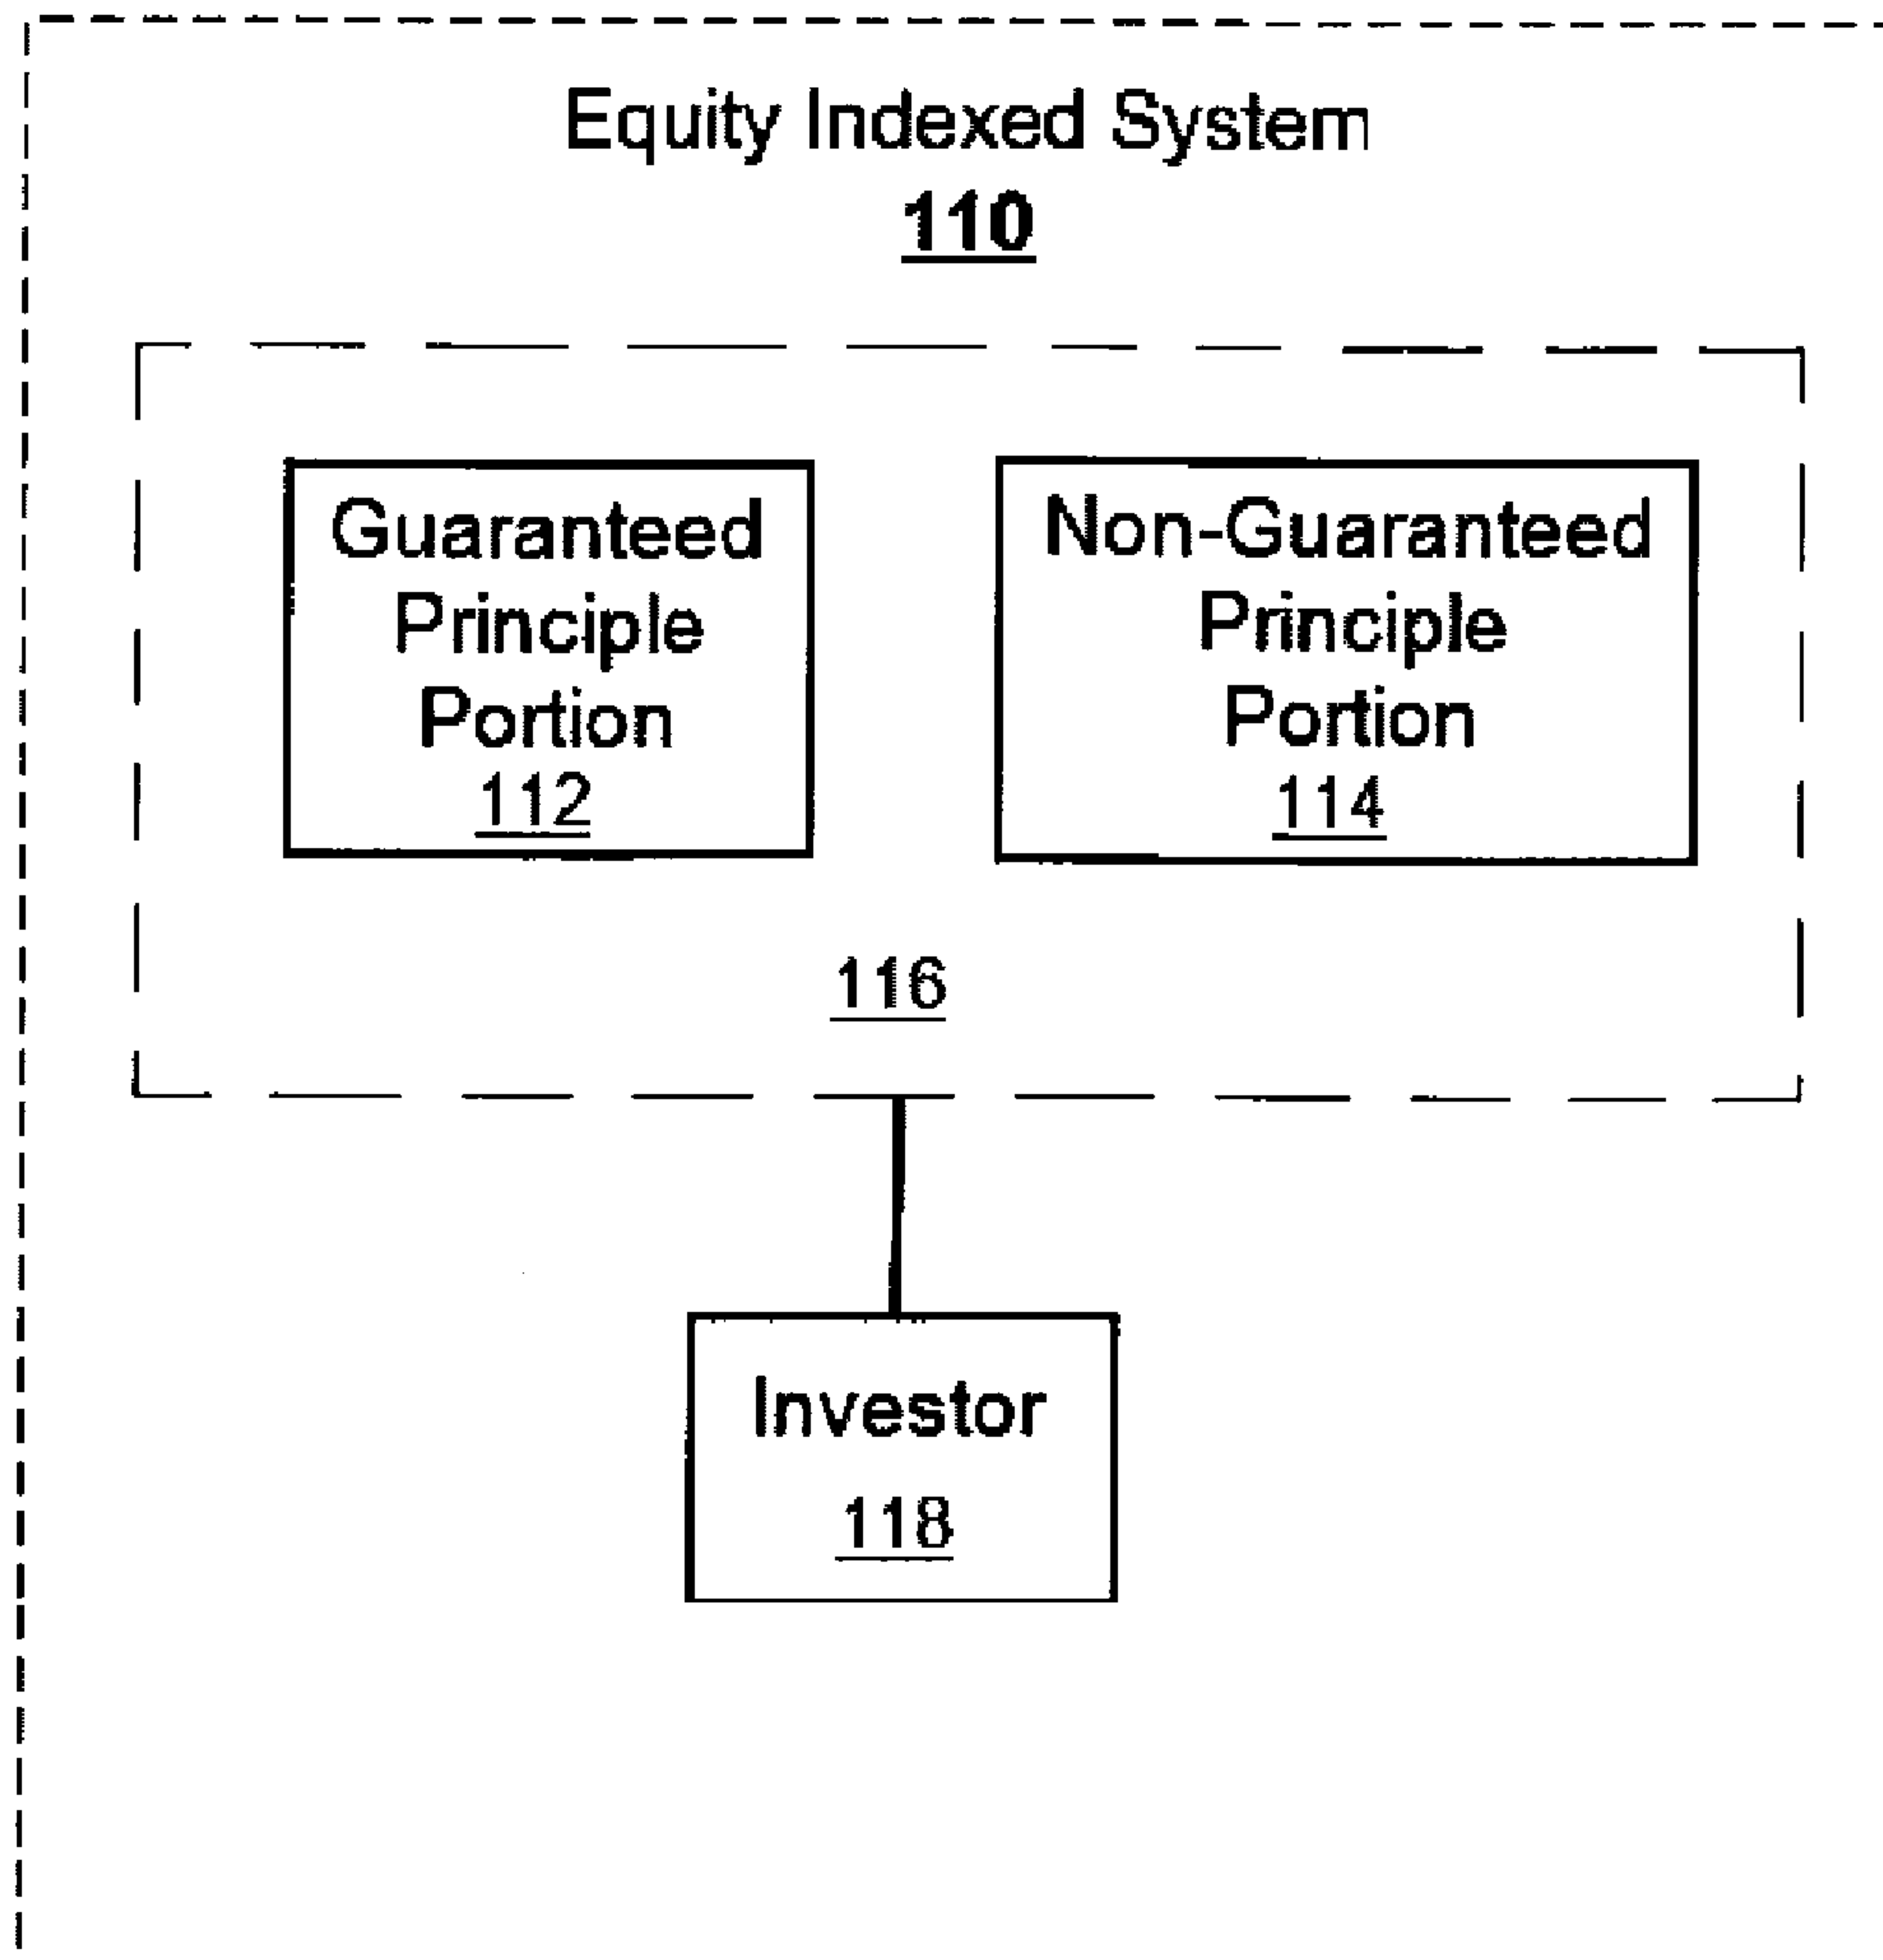 Equity Indexed System
110
Guaranteed
Principle
Portion
112
Non-Guaranteed
Principle
Portion
114
116
Investor
118